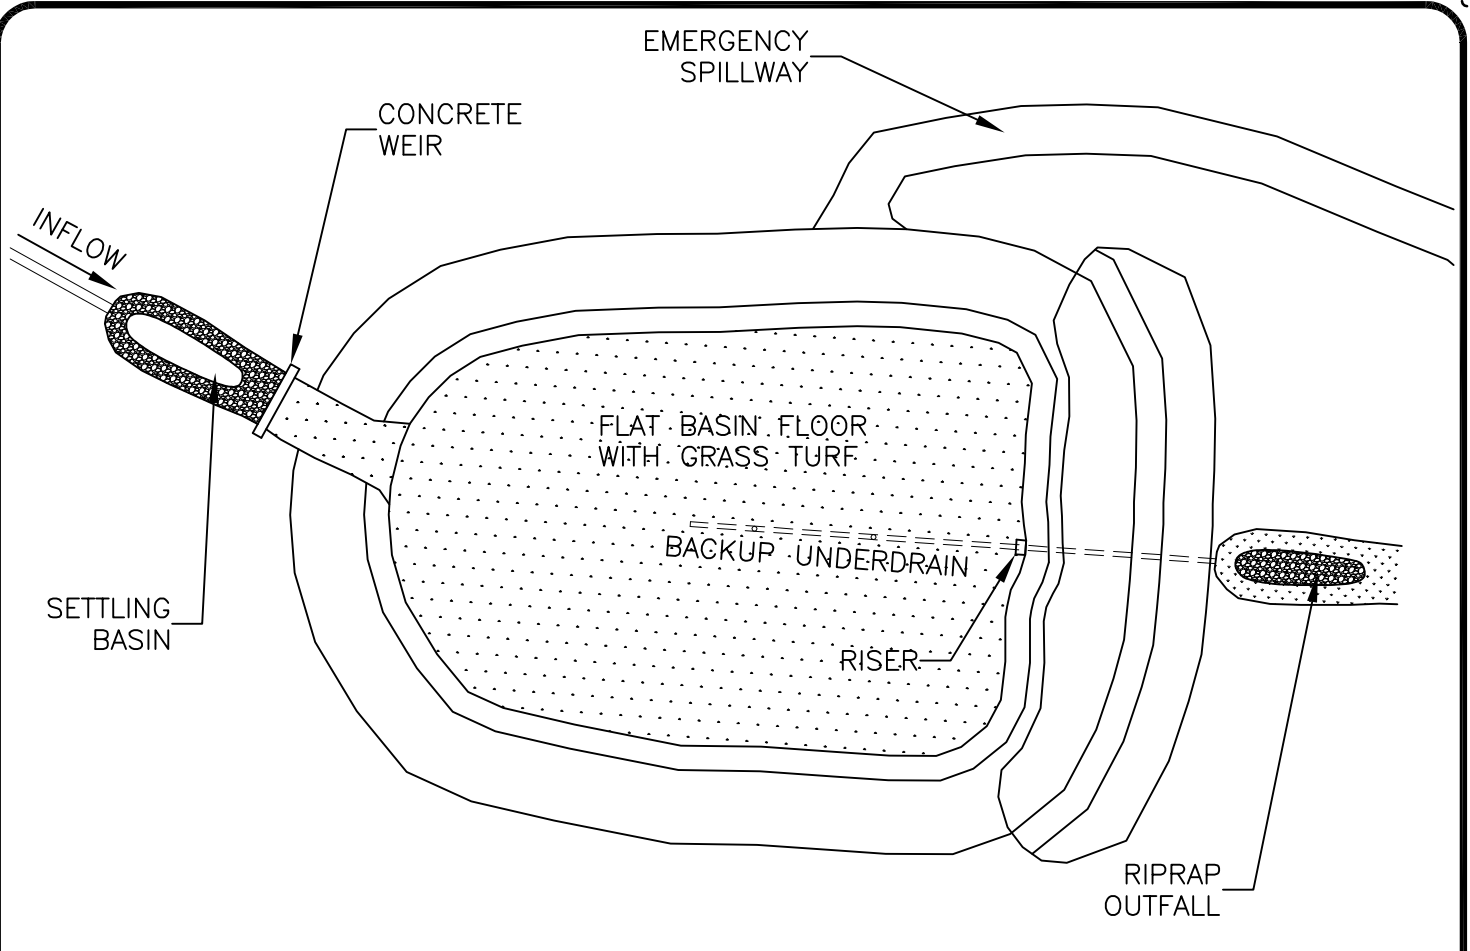 EMERGENCY
SPILLWAY
CONCRETE
WEIR
INFLOW
FLAT BASIN FLOOR
WITH GRASS TURF
BACKUP UNDERDRAIN
SETTLING
BASIN
RISER
RIPRAP
OUTFALL